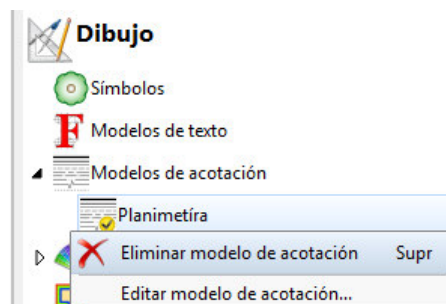 Dibujo
Símbolos
F Modelos de texto
Modelos de acotación
Planimetíra
Eliminar modelo de acotación Supr
Editar modelo de acotación...